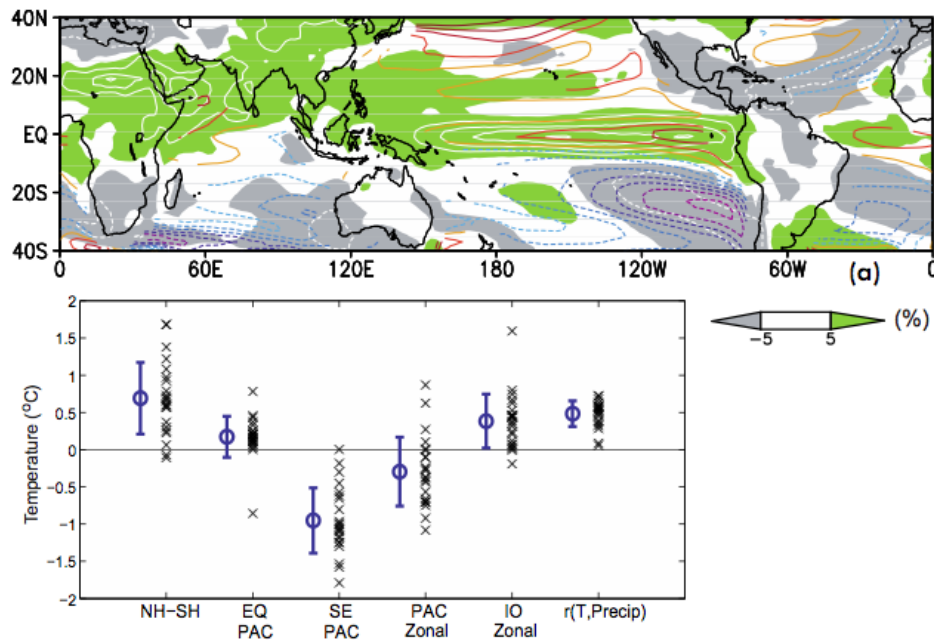 40N
20N
EQ
20S
40S
0 60E 120E 180 120W 60W 0
(a)
2
1.5
1
0.5
0
−0.5
−1
−1.5
−2
Temperature (°C)
NH−SH EQ PAC SE PAC PAC Zonal IO Zonal r(T,Precip)
−5 5 (%)